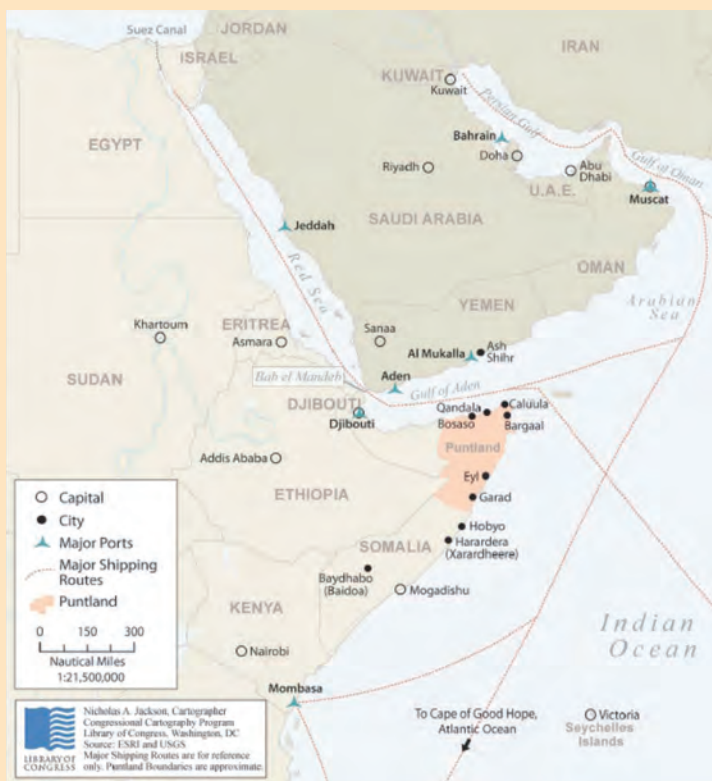 Suez Canal
JORDAN
ISRAEL
IRAN
KUWAIT
Kuwait
Persian Gulf
EGYPT
Bahrain
Doha
Gulf of Oman
Riyadh
Abu
Dhabi
U.A.E.
Muscat
SAUDI ARABIA
Jeddah
Red Sea
OMAN
Arabian
Sea
YEMEN
Khartoum
ERITREA
Asmara
Sanaa
Ash
Shihr
Al Mukalla
SUDAN
Bab el Mandeb
Aden
Gulf of Aden
DJIBOUTI
Djibouti
Qandala
Caluula
Bosaso
Bargaal
Puntland
Addis Ababa
Eyl
ETHIOPIA
Garad
Hobyo
SOMALIA
Harardera
(Xarardheere)
Baydhabo
(Baidoa)
Mogadishu
KENYA
Indian
Ocean
Nairobi
Mombasa
To Cape of Good Hope,
Atlantic Ocean
Victoria
Seychelles
Islands
Capital
City
Major Ports
Major Shipping
Routes
Puntland
0 150 300
Nautical Miles
1:21,500,000
LIBRARY OF
CONGRESS
Nicholas A. Jackson, Cartographer
Congressional Cartography Program
Library of Congress, Washington, DC
Source: ESRI and USGS
Major Shipping Routes are for reference
only. Puntland Boundaries are approximate.